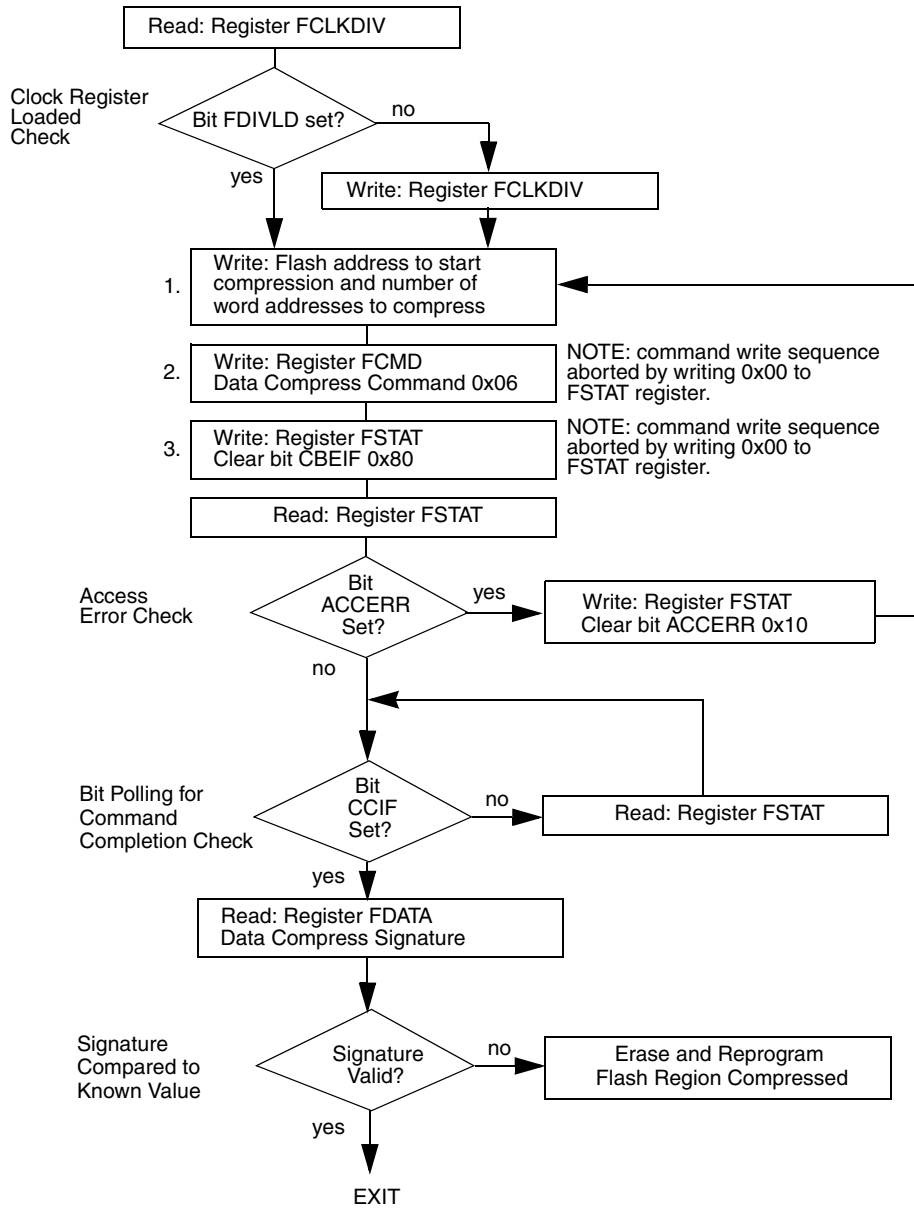 Read: Register FCLKDIV
Clock Register
Loaded
Check
Bit FDIVLD set?
no
yes
Write: Register FCLKDIV
1.
Write: Flash address to start
compression and number of
word addresses to compress
2.
Write: Register FCMD
Data Compress Command 0x06
NOTE: command write sequence
aborted by writing 0x00 to
FSTAT register.
3.
Write: Register FSTAT
Clear bit CBEIF 0x80
NOTE: command write sequence
aborted by writing 0x00 to
FSTAT register.
Read: Register FSTAT
Access
Error Check
Bit
ACCERR
Set?
yes
Write: Register FSTAT
Clear bit ACCERR 0x10
no
Bit Polling for
Command
Completion Check
Bit
CCIF
Set?
no
Read: Register FSTAT
yes
Read: Register FDATA
Data Compress Signature
Signature
Compared to
Known Value
Signature
Valid?
no
Erase and Reprogram
Flash Region Compressed
yes
EXIT